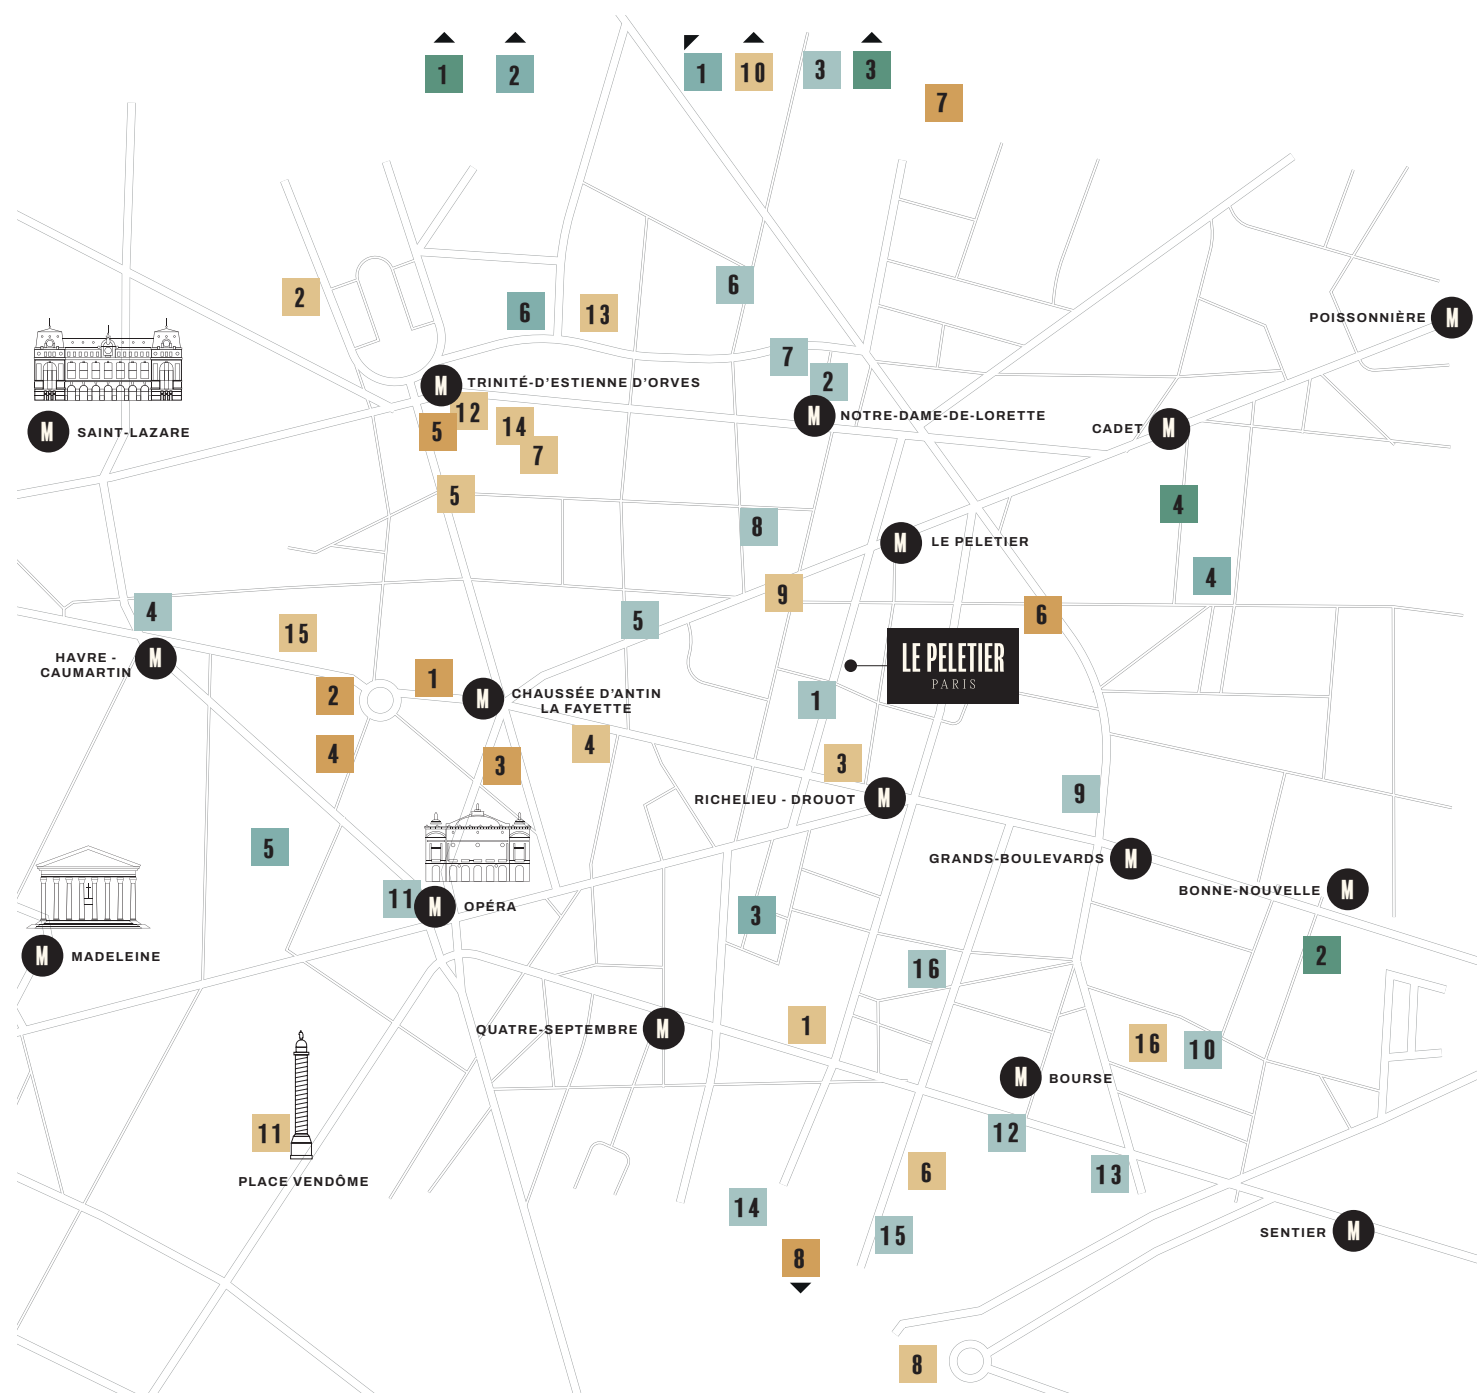 1
2
1
10
3
3
7
2
6
13
6
POISSONNIÈRE
M
7
2
M
TRINITÉ-D'ESTIENNE D'ORVES
12
5
14
7
M
NOTRE-DAME-DE-LORETTE
CADET
M
M
SAINT-LAZARE
5
8
4
M
LE PELETIER
4
9
4
15
5
6
HAVRE -
CAUMARTIN
M
LE PELETIER
PARIS
2
1
M
CHAUSSÉE D'ANTIN
LA FAYETTE
1
4
4
3
3
RICHELIEU - DROUOT
M
9
5
GRANDS-BOULEVARDS
M
BONNE-NOUVELLE
M
11
M
OPÉRA
3
M
MADELEINE
16
2
QUATRE-SEPTEMBRE
M
1
16
10
M
BOURSE
11
12
PLACE VENDÔME
6
13
14
15
SENTIER
M
8
8